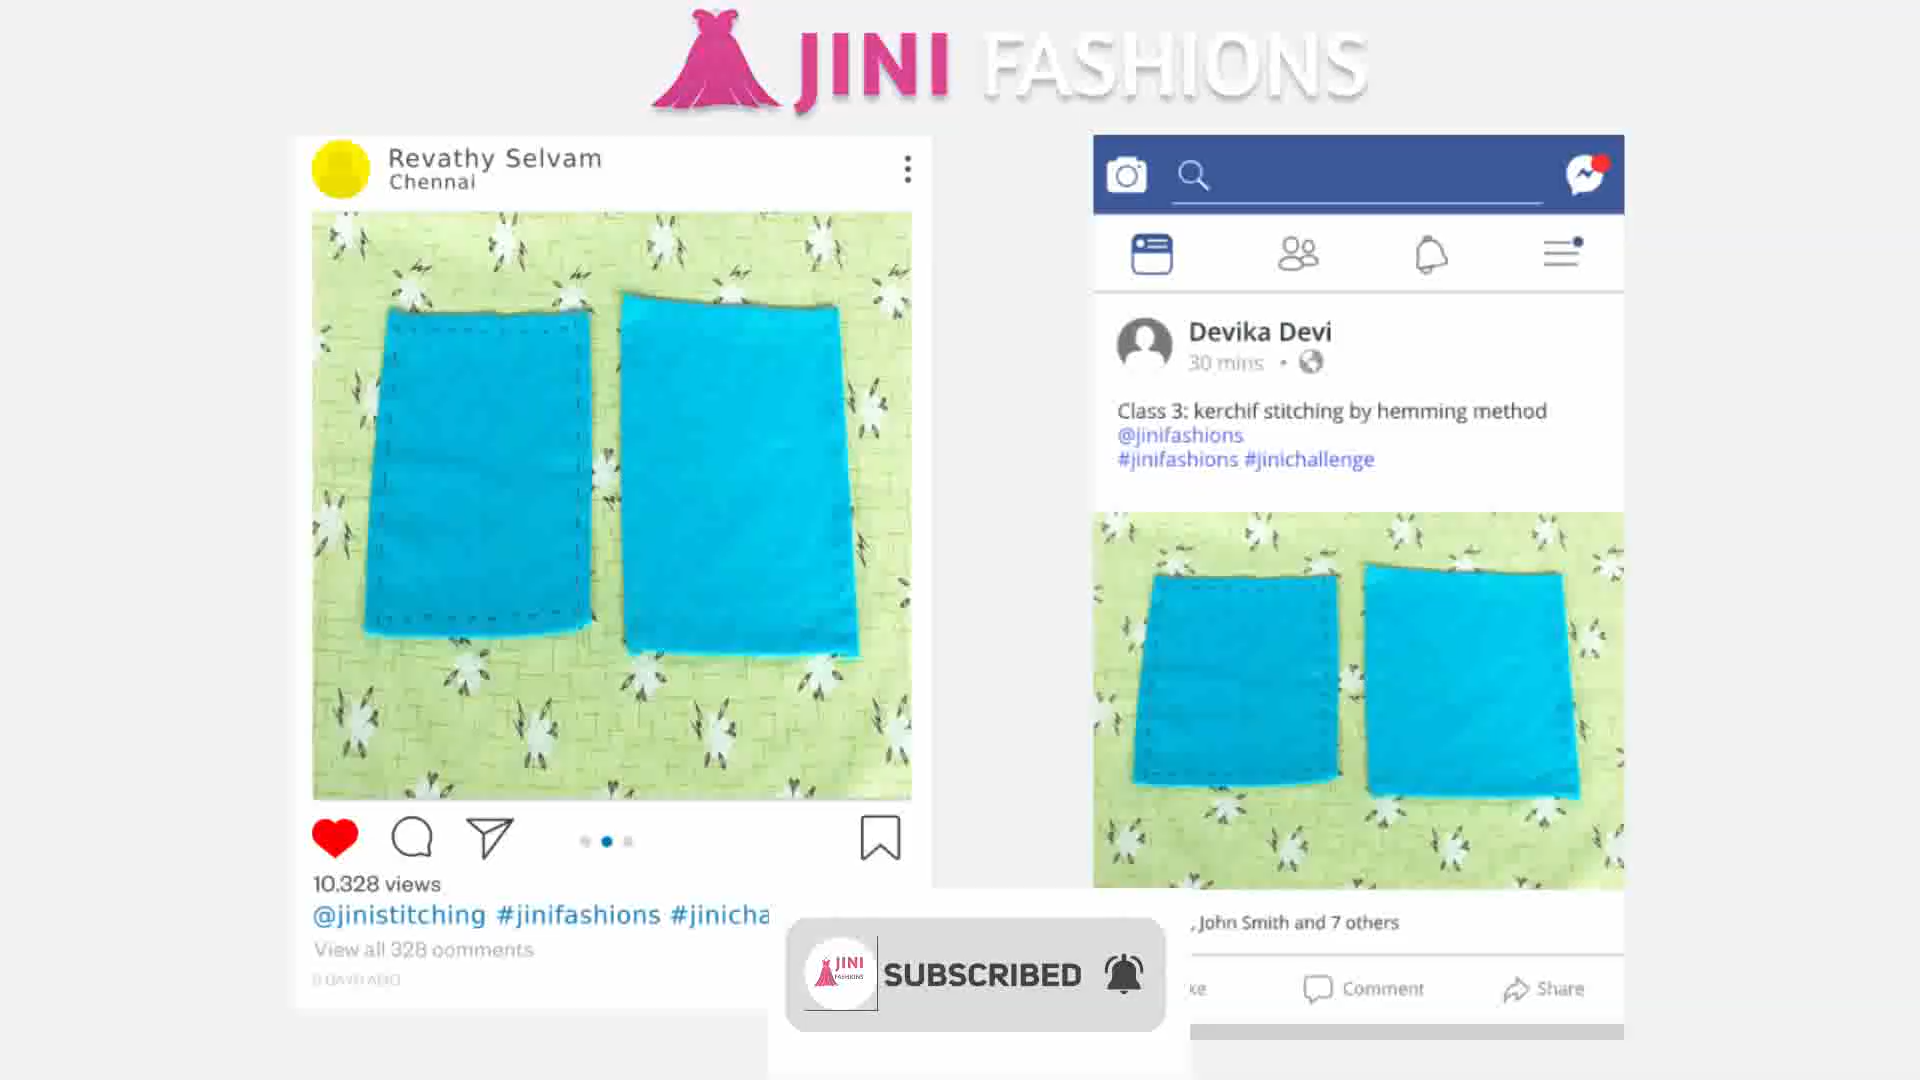 JINI FASHIONS
Revathy Selvam
Chennai
10.328 views
@jinistitching #jinifashions #jinicha
View all 328 comments
Devika Devi
30 mins
Class 3: kerchif stitching by hemming method
@jinifashions
#jinifashions #jinichallenge
, John Smith and 7 others
ke
Comment
Share
JINI
FASHIONS
SUBSCRIBED